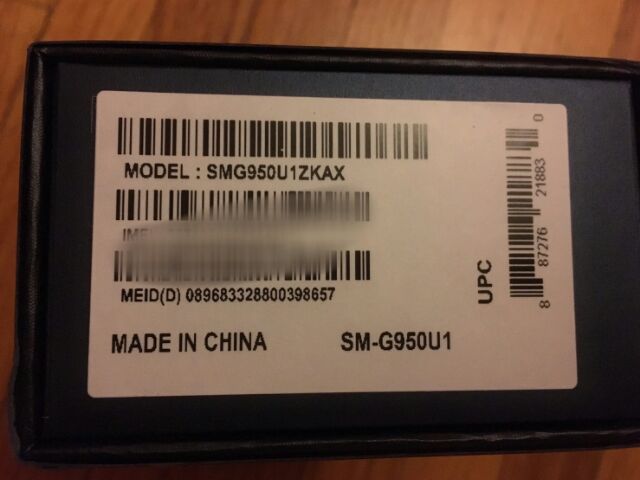 MODEL : SMG950U1ZKAX
MEID(D) 089683328800398657
MADE IN CHINA
SM-G950U1
UPC
8 87276 21883 0